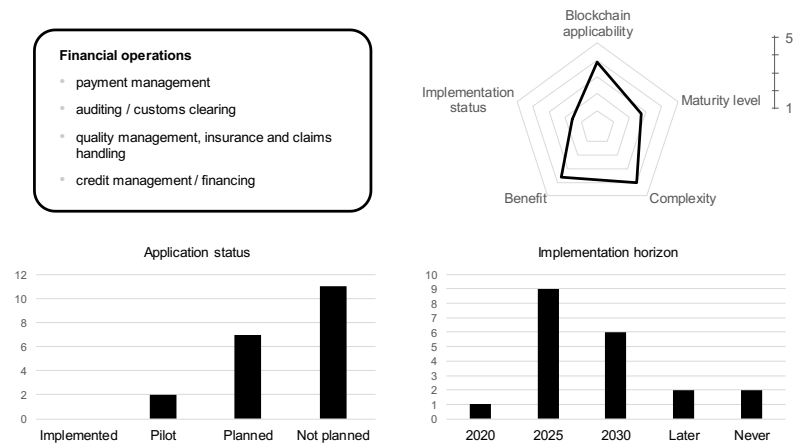 Financial operations
payment management
auditing / customs clearing
quality management, insurance and claims
handling
credit management / financing
Blockchain
applicability
5
Implementation
status
Maturity level
1
Benefit
Complexity
Application status
12
10
8
6
4
2
0
Implemented Pilot Planned Not planned
Implementation horizon
10
9
8
7
6
5
4
3
2
1
0
2020 2025 2030 Later Never